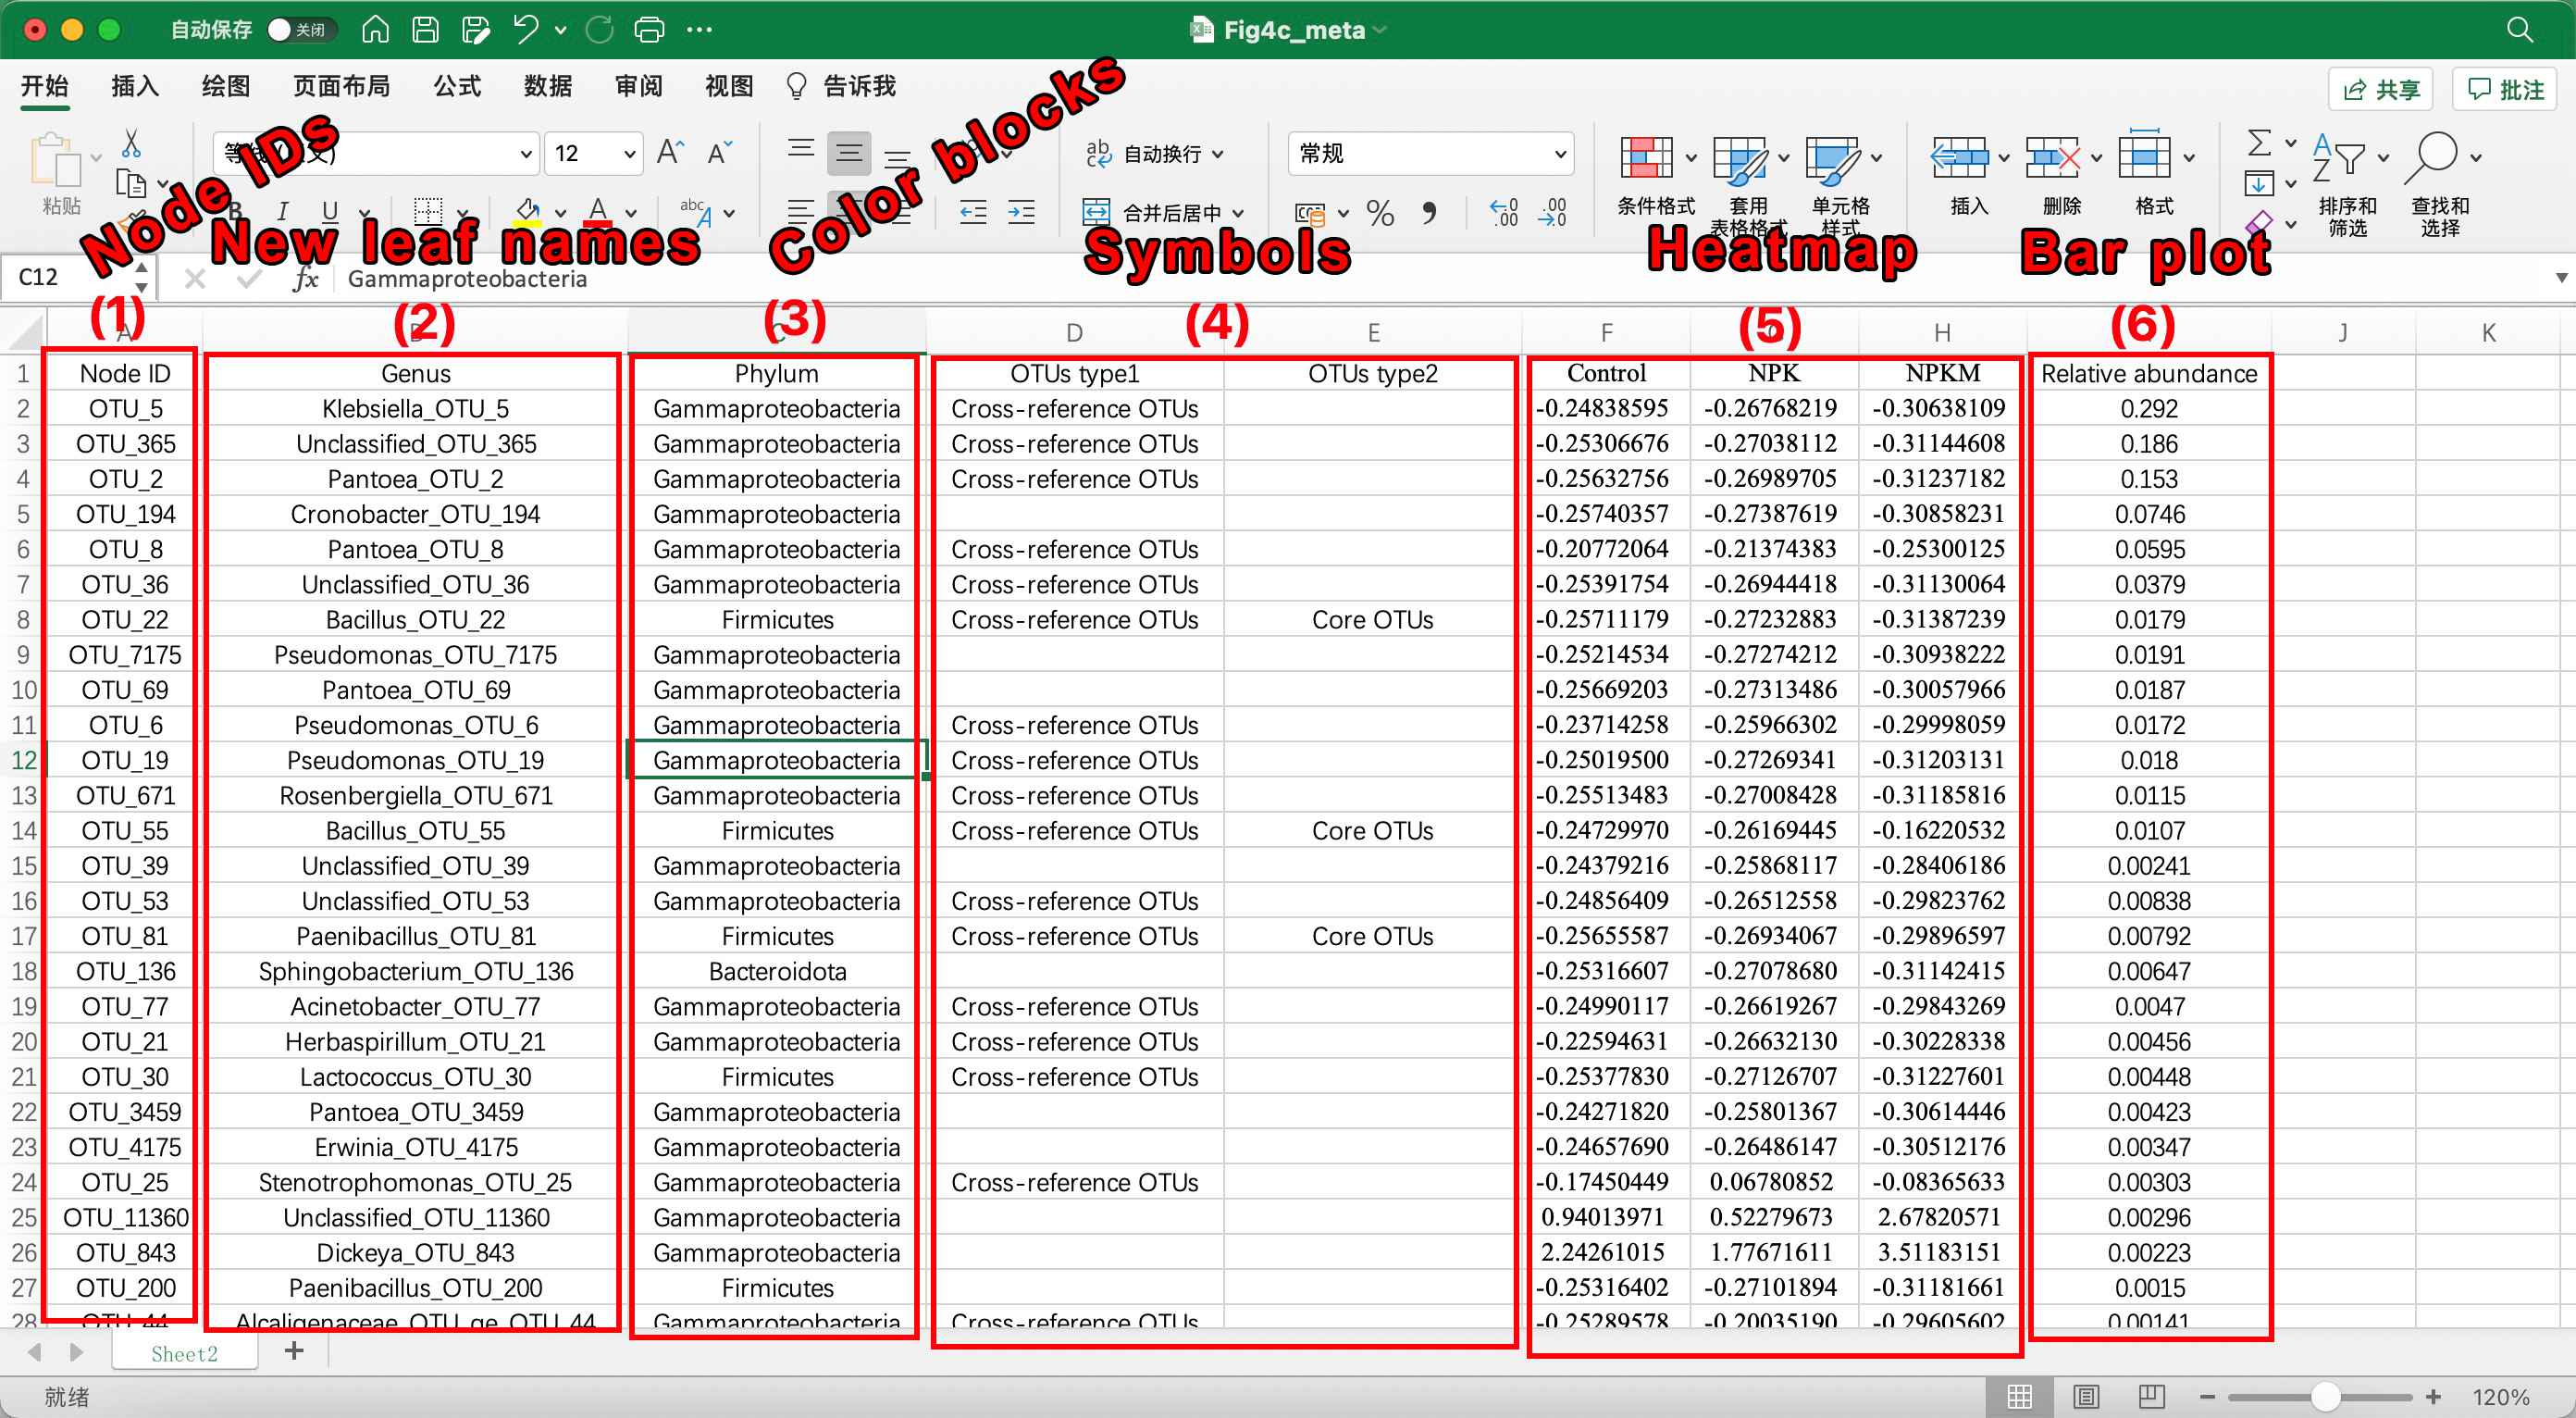 自动保存 关闭 Fig4c_meta
开始 插入 绘图 页面布局 公式 数据 审阅 视图 告诉我 共享 批注
粘贴 12 自动换行 常规 条件格式 套用 表格格式 单元格 样式 插入 删除 格式 排序和 筛选 查找和 选择
B I U abc A 合并后居中 % .00
Node IDs New leaf names Color blocks Symbols Heatmap Bar plot
C12 fx Gammaproteobacteria
(1) (2) (3) (4) (5) (6)
D E F H J K
1 Node ID Genus Phylum OTUs type1 OTUs type2 Control NPK NPKM Relative abundance
2 OTU_5 Klebsiella_OTU_5 Gammaproteobacteria Cross-reference OTUs -0.24838595 -0.26768219 -0.30638109 0.292
3 OTU_365 Unclassified_OTU_365 Gammaproteobacteria Cross-reference OTUs -0.25306676 -0.27038112 -0.31144608 0.186
4 OTU_2 Pantoea_OTU_2 Gammaproteobacteria Cross-reference OTUs -0.25632756 -0.26989705 -0.31237182 0.153
5 OTU_194 Cronobacter_OTU_194 Gammaproteobacteria -0.25740357 -0.27387619 -0.30858231 0.0746
6 OTU_8 Pantoea_OTU_8 Gammaproteobacteria Cross-reference OTUs -0.20772064 -0.21374383 -0.25300125 0.0595
7 OTU_36 Unclassified_OTU_36 Gammaproteobacteria Cross-reference OTUs -0.25391754 -0.26944418 -0.31130064 0.0379
8 OTU_22 Bacillus_OTU_22 Firmicutes Cross-reference OTUs Core OTUs -0.25711179 -0.27232883 -0.31387239 0.0179
9 OTU_7175 Pseudomonas_OTU_7175 Gammaproteobacteria -0.25214534 -0.27274212 -0.30938222 0.0191
10 OTU_69 Pantoea_OTU_69 Gammaproteobacteria -0.25669203 -0.27313486 -0.30057966 0.0187
11 OTU_6 Pseudomonas_OTU_6 Gammaproteobacteria Cross-reference OTUs -0.23714258 -0.25966302 -0.29998059 0.0172
12 OTU_19 Pseudomonas_OTU_19 Gammaproteobacteria Cross-reference OTUs -0.25019500 -0.27269341 -0.31203131 0.018
13 OTU_671 Rosenbergiella_OTU_671 Gammaproteobacteria Cross-reference OTUs -0.25513483 -0.27008428 -0.31185816 0.0115
14 OTU_55 Bacillus_OTU_55 Firmicutes Cross-reference OTUs Core OTUs -0.24729970 -0.26169445 -0.16220532 0.0107
15 OTU_39 Unclassified_OTU_39 Gammaproteobacteria -0.24379216 -0.25868117 -0.28406186 0.00241
16 OTU_53 Unclassified_OTU_53 Gammaproteobacteria Cross-reference OTUs -0.24856409 -0.26512558 -0.29823762 0.00838
17 OTU_81 Paenibacillus_OTU_81 Firmicutes Cross-reference OTUs Core OTUs -0.25655587 -0.26934067 -0.29896597 0.00792
18 OTU_136 Sphingobacterium_OTU_136 Bacteroidota -0.25316607 -0.27078680 -0.31142415 0.00647
19 OTU_77 Acinetobacter_OTU_77 Gammaproteobacteria Cross-reference OTUs -0.24990117 -0.26619267 -0.29843269 0.0047
20 OTU_21 Herbaspirillum_OTU_21 Gammaproteobacteria Cross-reference OTUs -0.22594631 -0.26632130 -0.30228338 0.00456
21 OTU_30 Lactococcus_OTU_30 Firmicutes Cross-reference OTUs -0.25377830 -0.27126707 -0.31227601 0.00448
22 OTU_3459 Pantoea_OTU_3459 Gammaproteobacteria -0.24271820 -0.25801367 -0.30614446 0.00423
23 OTU_4175 Erwinia_OTU_4175 Gammaproteobacteria -0.24657690 -0.26486147 -0.30512176 0.00347
24 OTU_25 Stenotrophomonas_OTU_25 Gammaproteobacteria Cross-reference OTUs -0.17450449 0.06780852 -0.08365633 0.00303
25 OTU_11360 Unclassified_OTU_11360 Gammaproteobacteria 0.94013971 0.52279673 2.67820571 0.00296
26 OTU_843 Dickeya_OTU_843 Gammaproteobacteria 2.24261015 1.77671611 3.51183151 0.00223
27 OTU_200 Paenibacillus_OTU_200 Firmicutes -0.25316402 -0.27101894 -0.31181661 0.0015
28 OTU_44 Alcaligenaceae_OTU_ge_OTU_44 Gammaproteobacteria Cross-reference OTUs -0.25289578 -0.20035190 -0.29605602 0.00141
Sheet2
就绪 120%